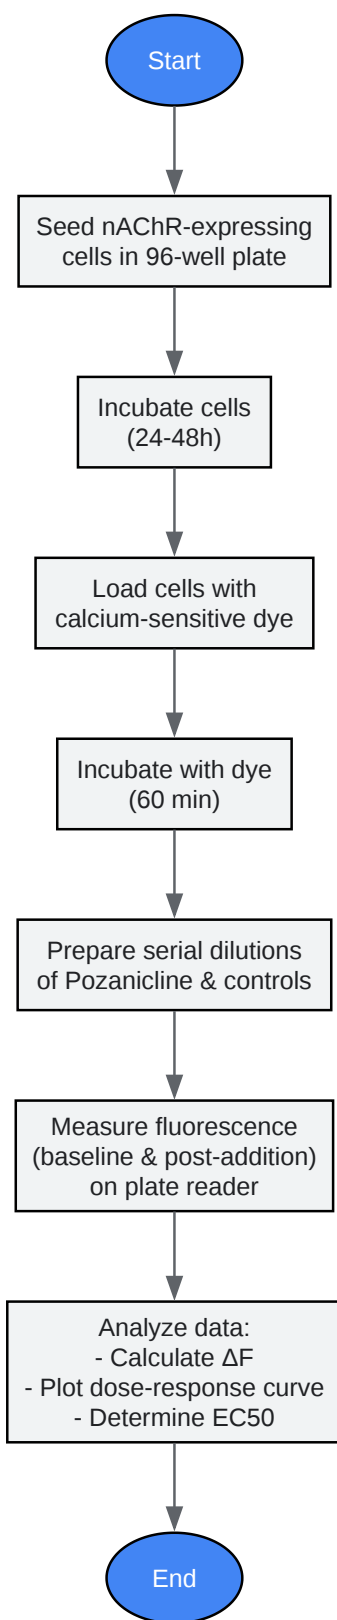 Start
Seed nAChR-expressing
cells in 96-well plate
Incubate cells
(24-48h)
Load cells with
calcium-sensitive dye
Incubate with dye
(60 min)
Prepare serial dilutions
of Pozanicline & controls
Measure fluorescence
(baseline & post-addition)
on plate reader
Analyze data:
- Calculate ΔF
- Plot dose-response curve
- Determine EC50
End